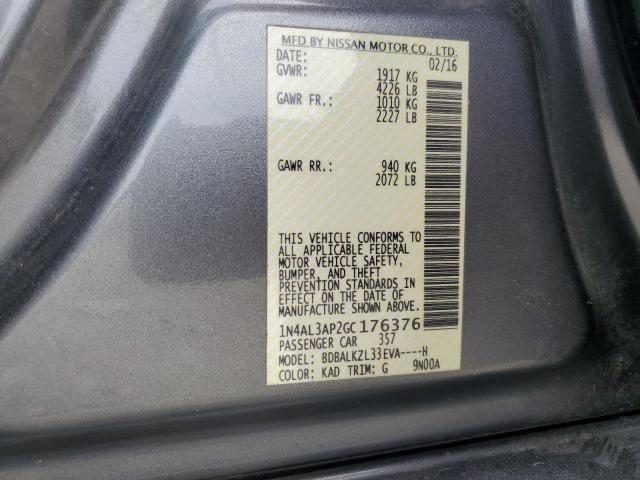 MFD BY NISSAN MOTOR CO., LTD.
DATE: 02/16
GVWR: 1917 KG
4226 LB
GAWR FR.: 1010 KG
2227 LB
GAWR RR.: 940 KG
2072 LB
THIS VEHICLE CONFORMS TO
ALL APPLICABLE FEDERAL
MOTOR VEHICLE SAFETY,
BUMPER, AND THEFT
PREVENTION STANDARDS IN
EFFECT ON THE DATE OF
MANUFACTURE SHOWN ABOVE.
1N4AL3AP2GC176376
PASSENGER CAR 357
MODEL: BDBALKZL33EVA----H
COLOR: KAD TRIM: G 9N00A